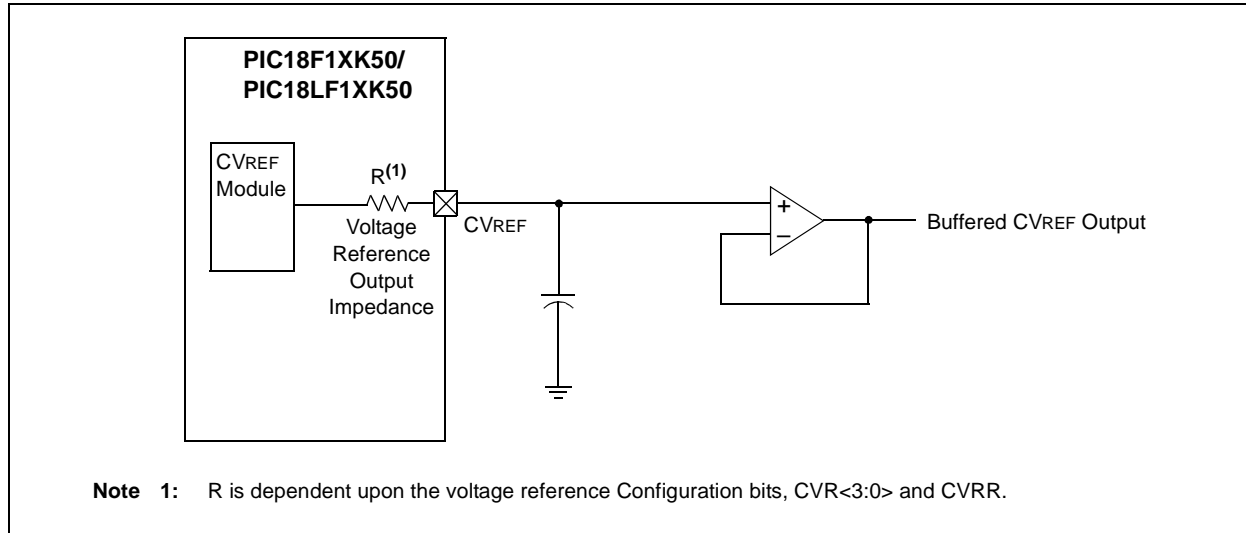 PIC18F1XK50/
PIC18LF1XK50
CVREF
Module
R(1)
Voltage
Reference
Output
Impedance
CVREF
+
–
Buffered CVREF Output
Note 1: R is dependent upon the voltage reference Configuration bits, CVR<3:0> and CVRR.